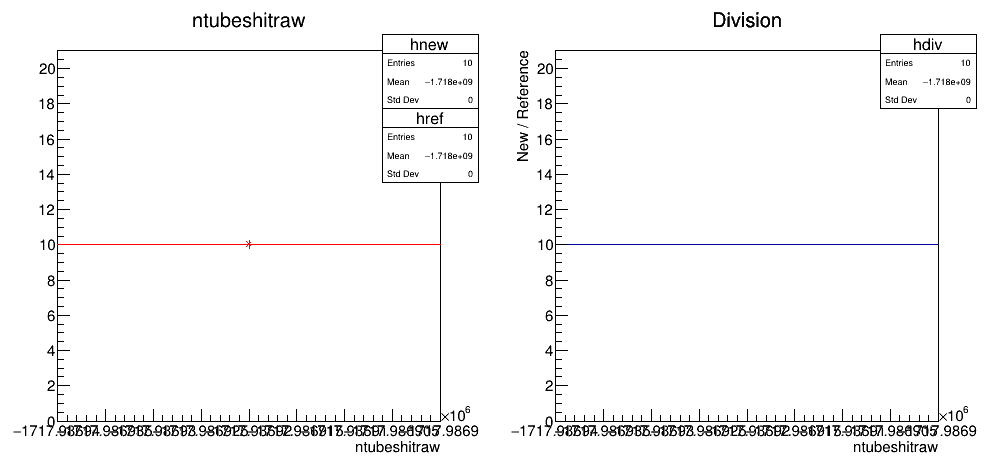 ntubeshitraw
hnew
Entries 10
Mean −1.718e+09
Std Dev 0
href
Entries 10
Mean −1.718e+09
Std Dev 0
20
18
16
14
12
10
8
6
4
2
0
×10⁶
ntubeshitraw
Division
hdiv
Entries 10
Mean −1.718e+09
Std Dev 0
New / Reference
20
18
16
14
12
10
8
6
4
2
0
×10⁶
ntubeshitraw